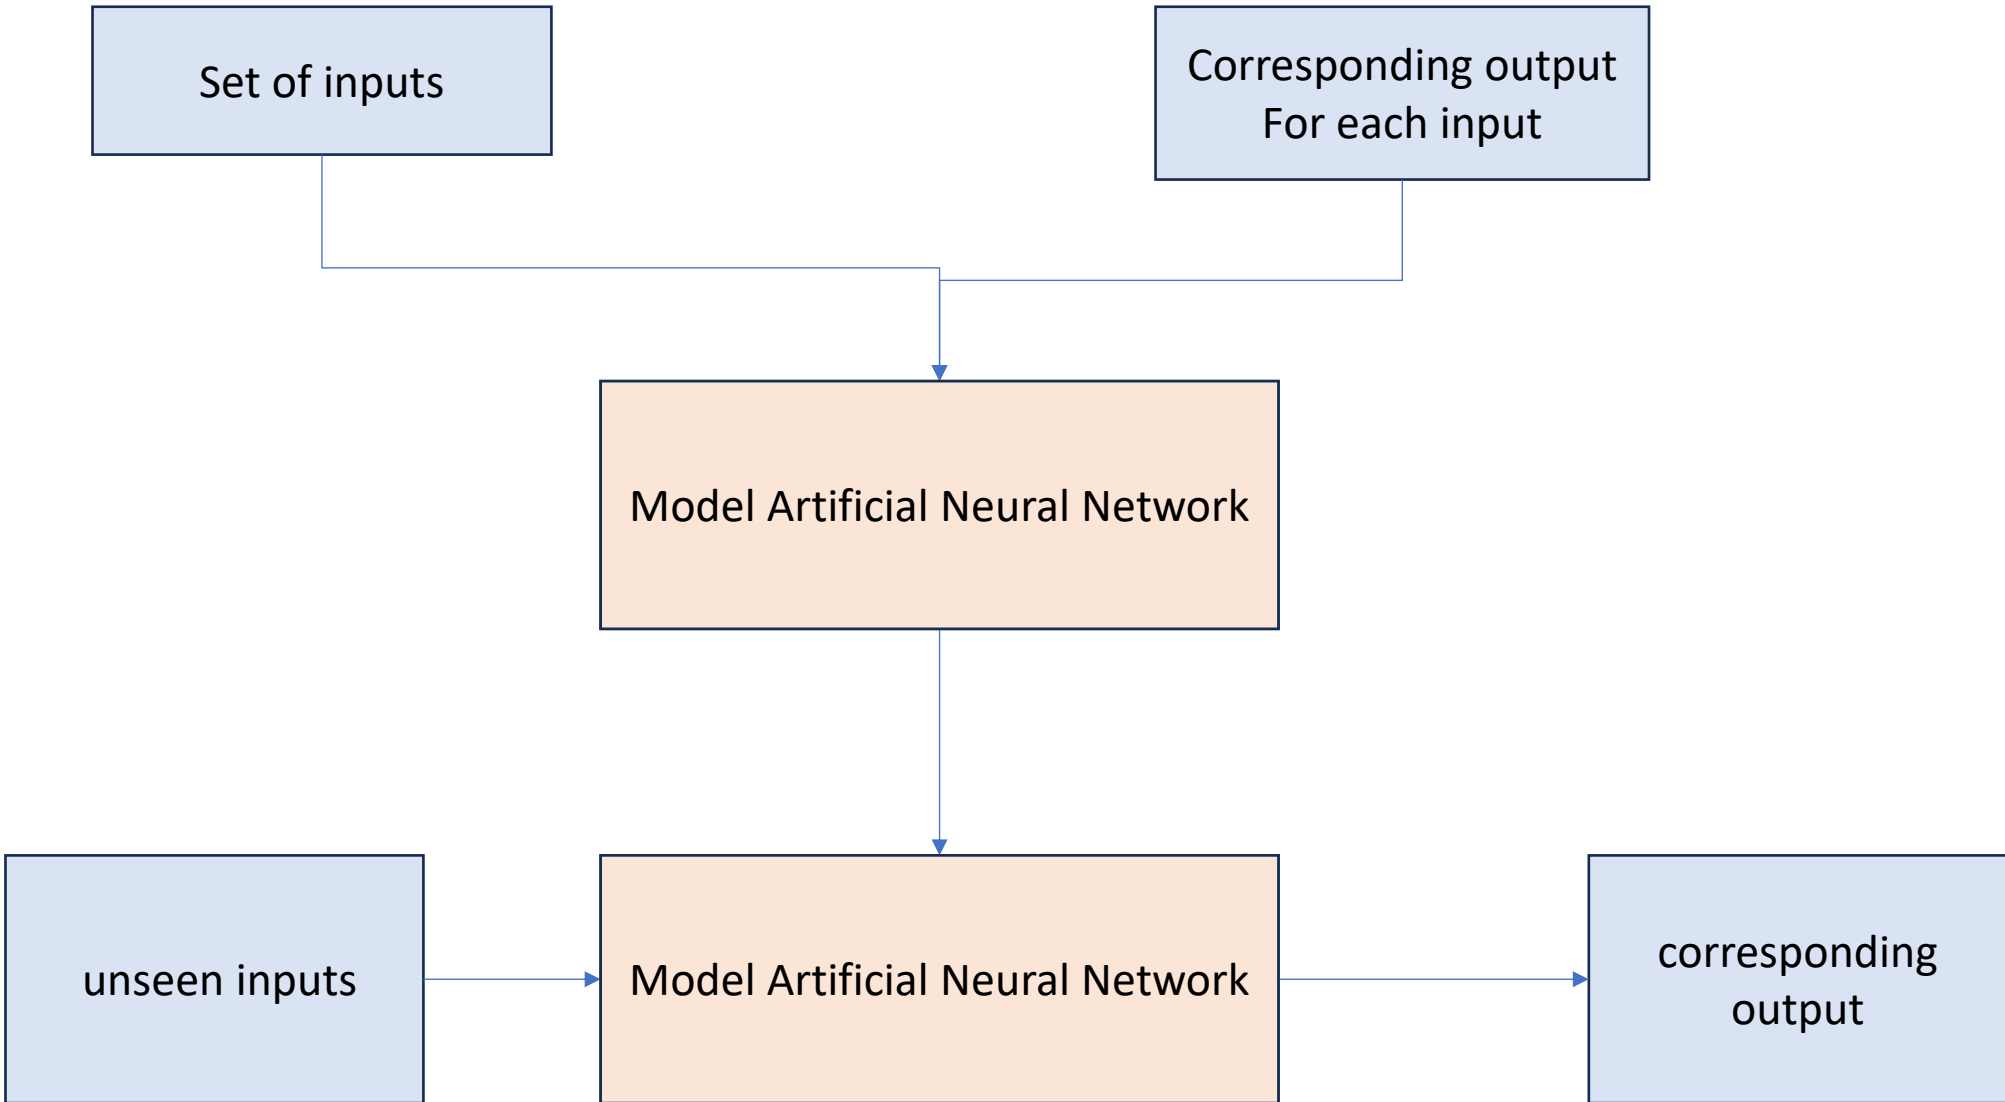 Set of inputs
Corresponding output
For each input
Model Artificial Neural Network
unseen inputs
Model Artificial Neural Network
corresponding
output